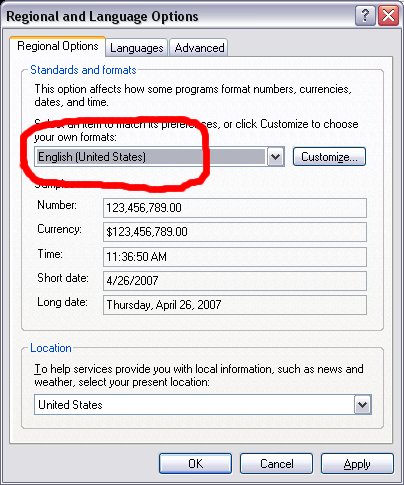 Regional and Language Options
Regional Options
Languages
Advanced
Standards and formats
This option affects how some programs format numbers, currencies,
dates, and time.
Select an item to match its preferences, or click Customize to choose
your own formats:
English (United States)
Customize...
Samples
Number:
123,456,789.00
Currency:
$123,456,789.00
Time:
11:36:50 AM
Short date:
4/26/2007
Long date:
Thursday, April 26, 2007
Location
To help services provide you with local information, such as news and
weather, select your present location:
United States
OK
Cancel
Apply